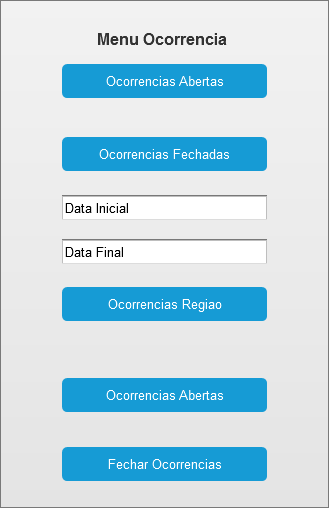 Menu Ocorrencia
Ocorrencias Abertas
Ocorrencias Fechadas
Data Inicial
Data Final
Ocorrencias Regiao
Ocorrencias Abertas
Fechar Ocorrencias